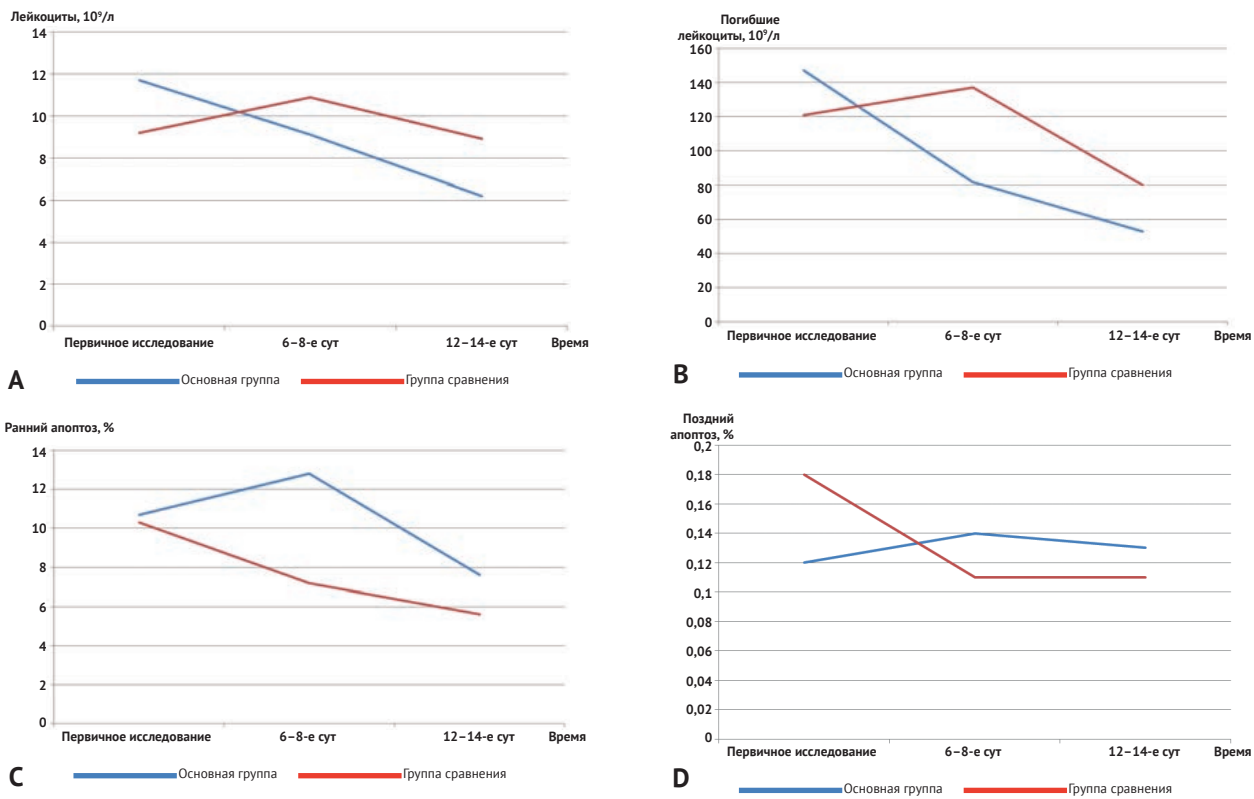 Лейкоциты, 10⁹/л
14
12
10
8
6
4
2
0
Первичное исследование 6–8-е сут 12–14-е сут Время
A
Основная группа Группа сравнения
Погибшие
лейкоциты, 10⁹/л
160
140
120
100
80
60
40
20
0
Первичное исследование 6–8-е сут 12–14-е сут Время
B
Основная группа Группа сравнения
Ранний апоптоз, %
14
12
10
8
6
4
2
0
Первичное исследование 6–8-е сут 12–14-е сут Время
C
Основная группа Группа сравнения
Поздний
апоптоз, %
0,2
0,18
0,16
0,14
0,12
0,1
0,08
0,06
0,04
0,02
0
Первичное исследование 6–8-е сут 12–14-е сут Время
D
Основная группа Группа сравнения